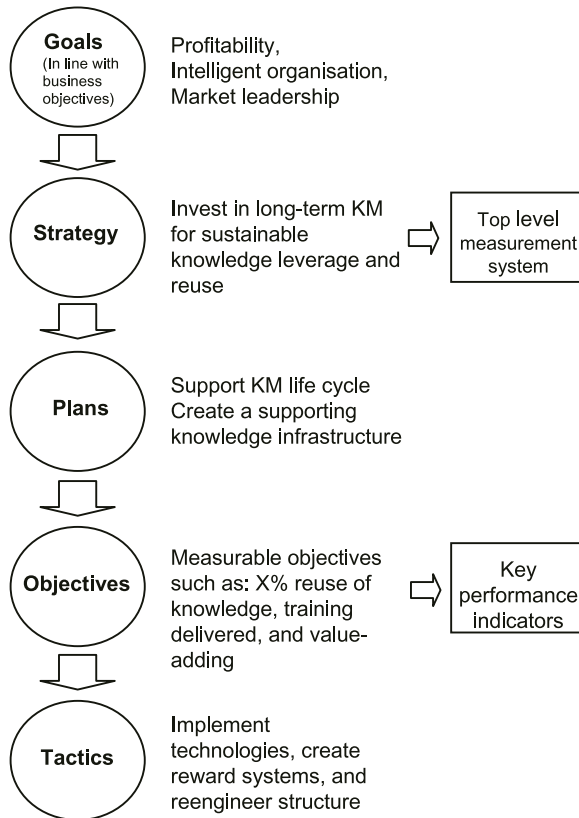 Goals
(In line with
business
objectives)
Profitability,
Intelligent organisation,
Market leadership
Strategy
Invest in long-term KM
for sustainable
knowledge leverage and
reuse
Top level
measurement
system
Plans
Support KM life cycle
Create a supporting
knowledge infrastructure
Objectives
Measurable objectives
such as: X% reuse of
knowledge, training
delivered, and value-
adding
Key
performance
indicators
Tactics
Implement
technologies, create
reward systems, and
reengineer structure